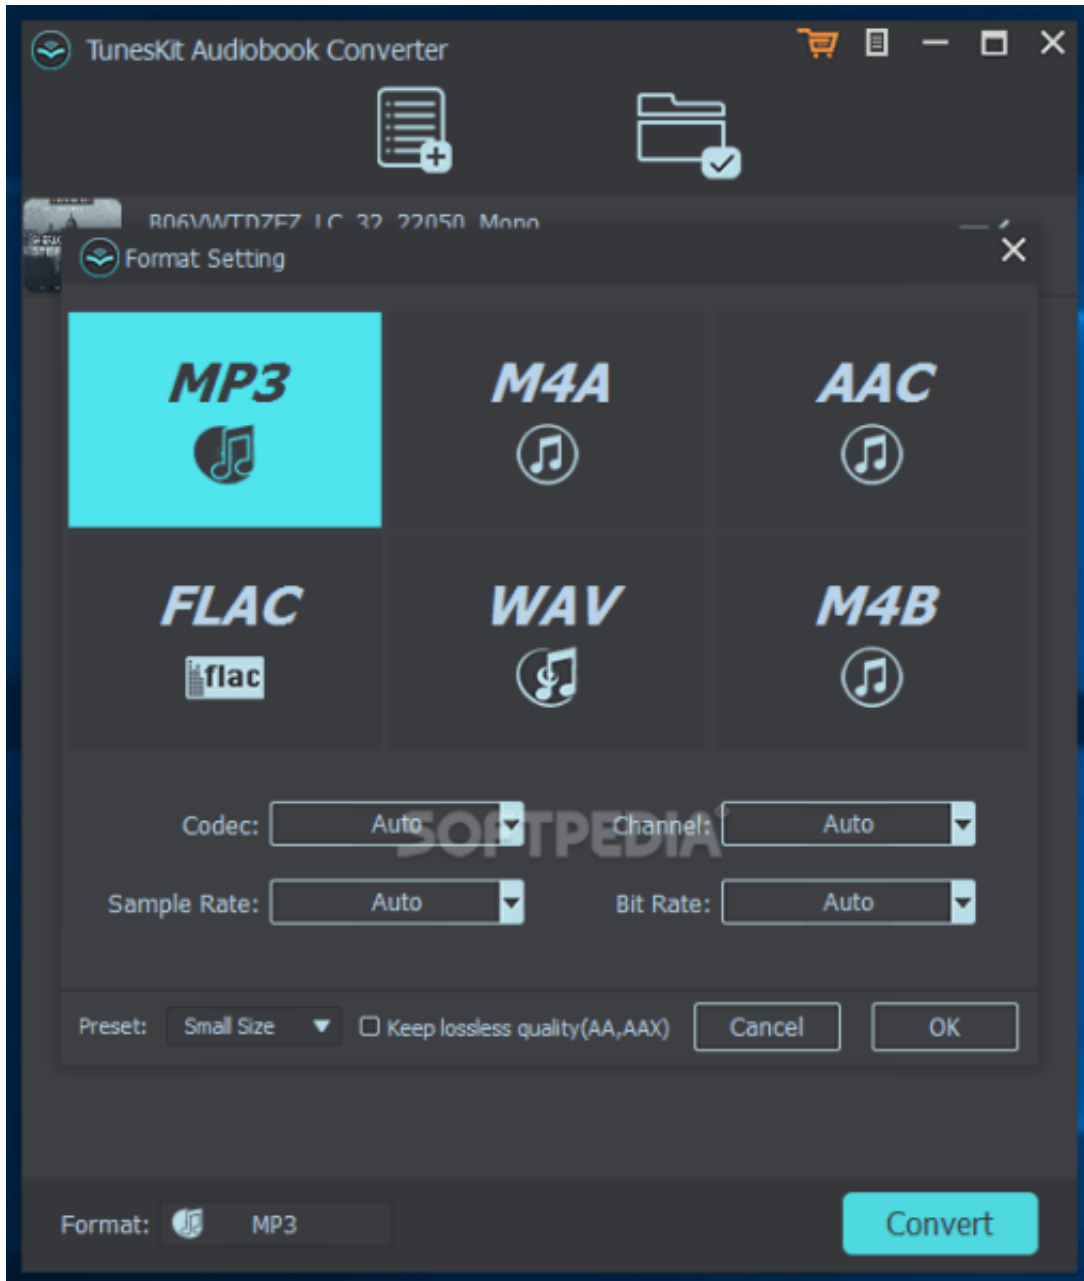 TunesKit Audiobook Converter
B06VWTDZFZ_LC_32_22050_Mono
Format Setting
MP3 M4A AAC
FLAC WAV M4B
flac
Codec: Auto Channel: Auto
SOFTPEDIA
Sample Rate: Auto Bit Rate: Auto
Preset: Small Size Keep lossless quality(AA,AAX) Cancel OK
Format: MP3 Convert